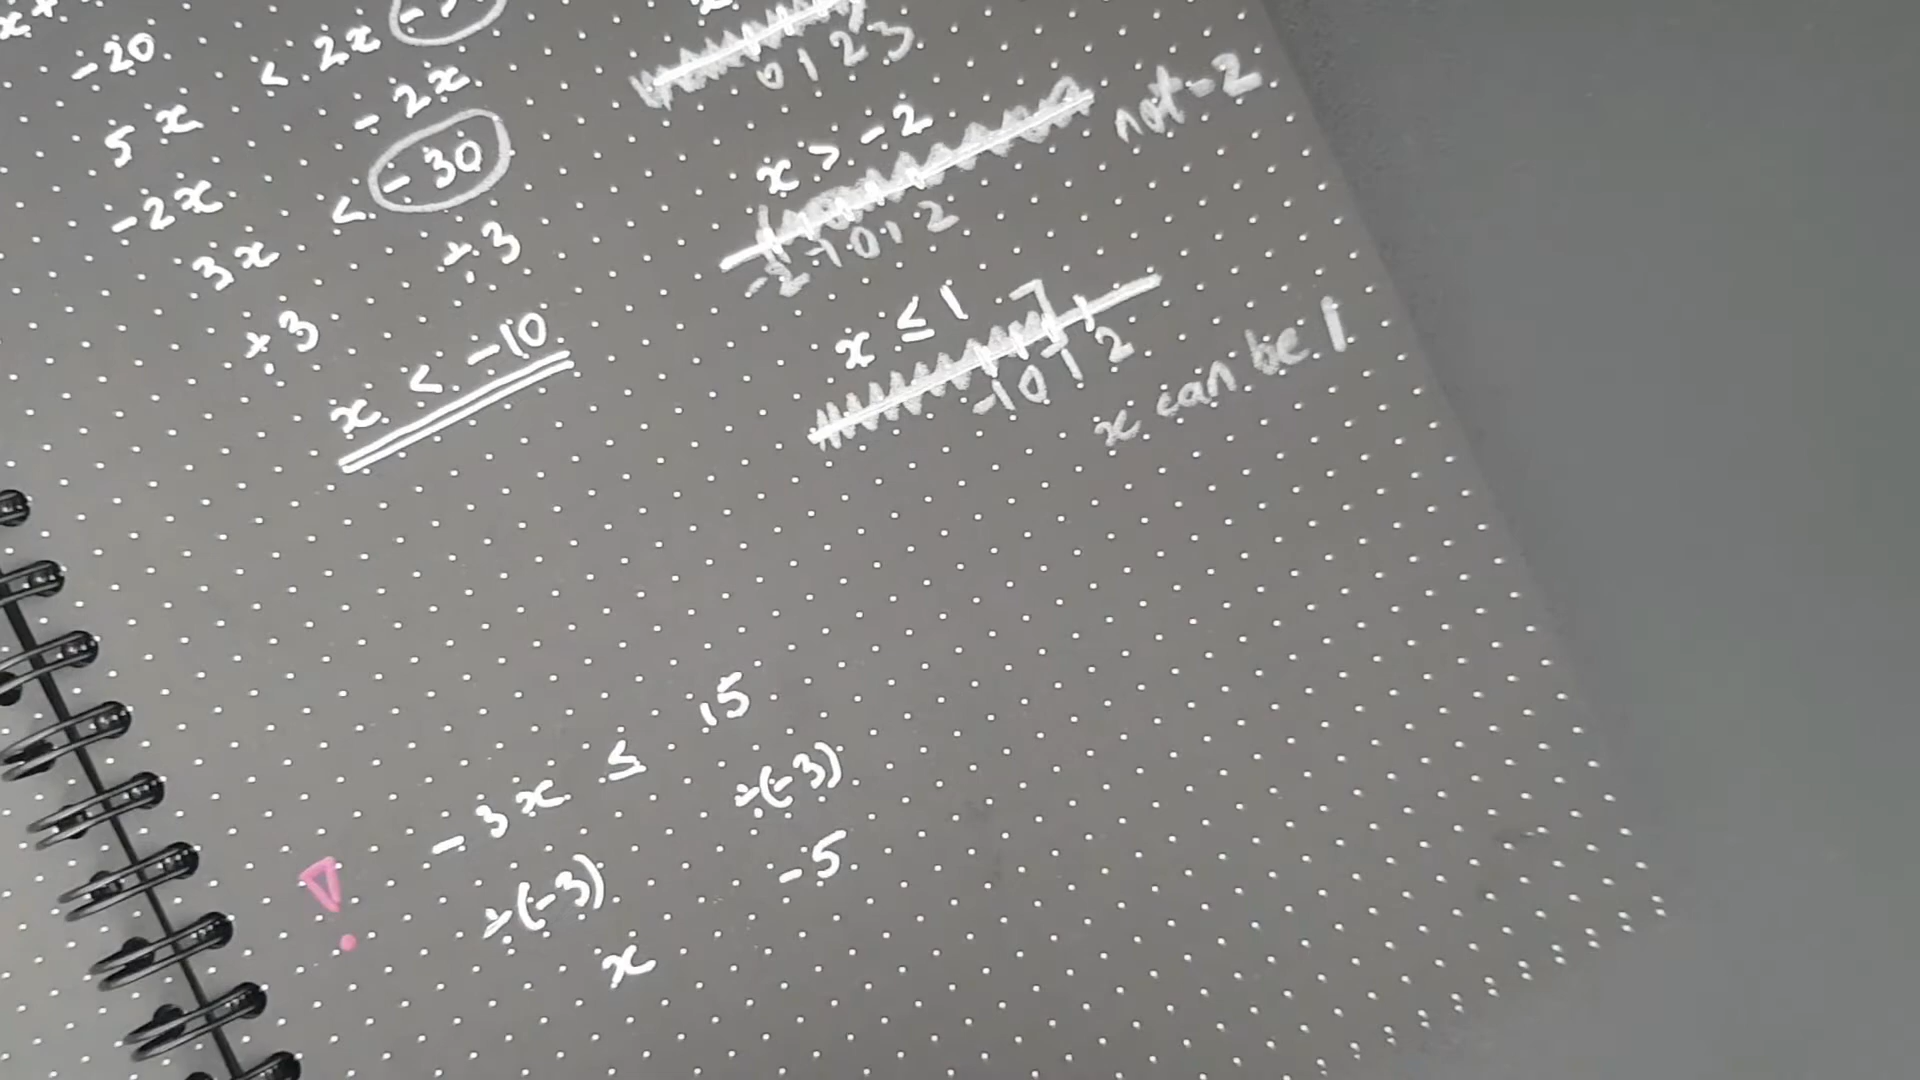 -20
< 2x
5x - 2x
-2x < -30
3x ÷3
÷3
x < -10
0 1 2 3
x > -2 not -2
-2 -1 0 1 2
x ≤ 1
-1 0 1 2
x can be 1
-3x ≤ 15
! ÷(-3) ÷(-3)
x -5